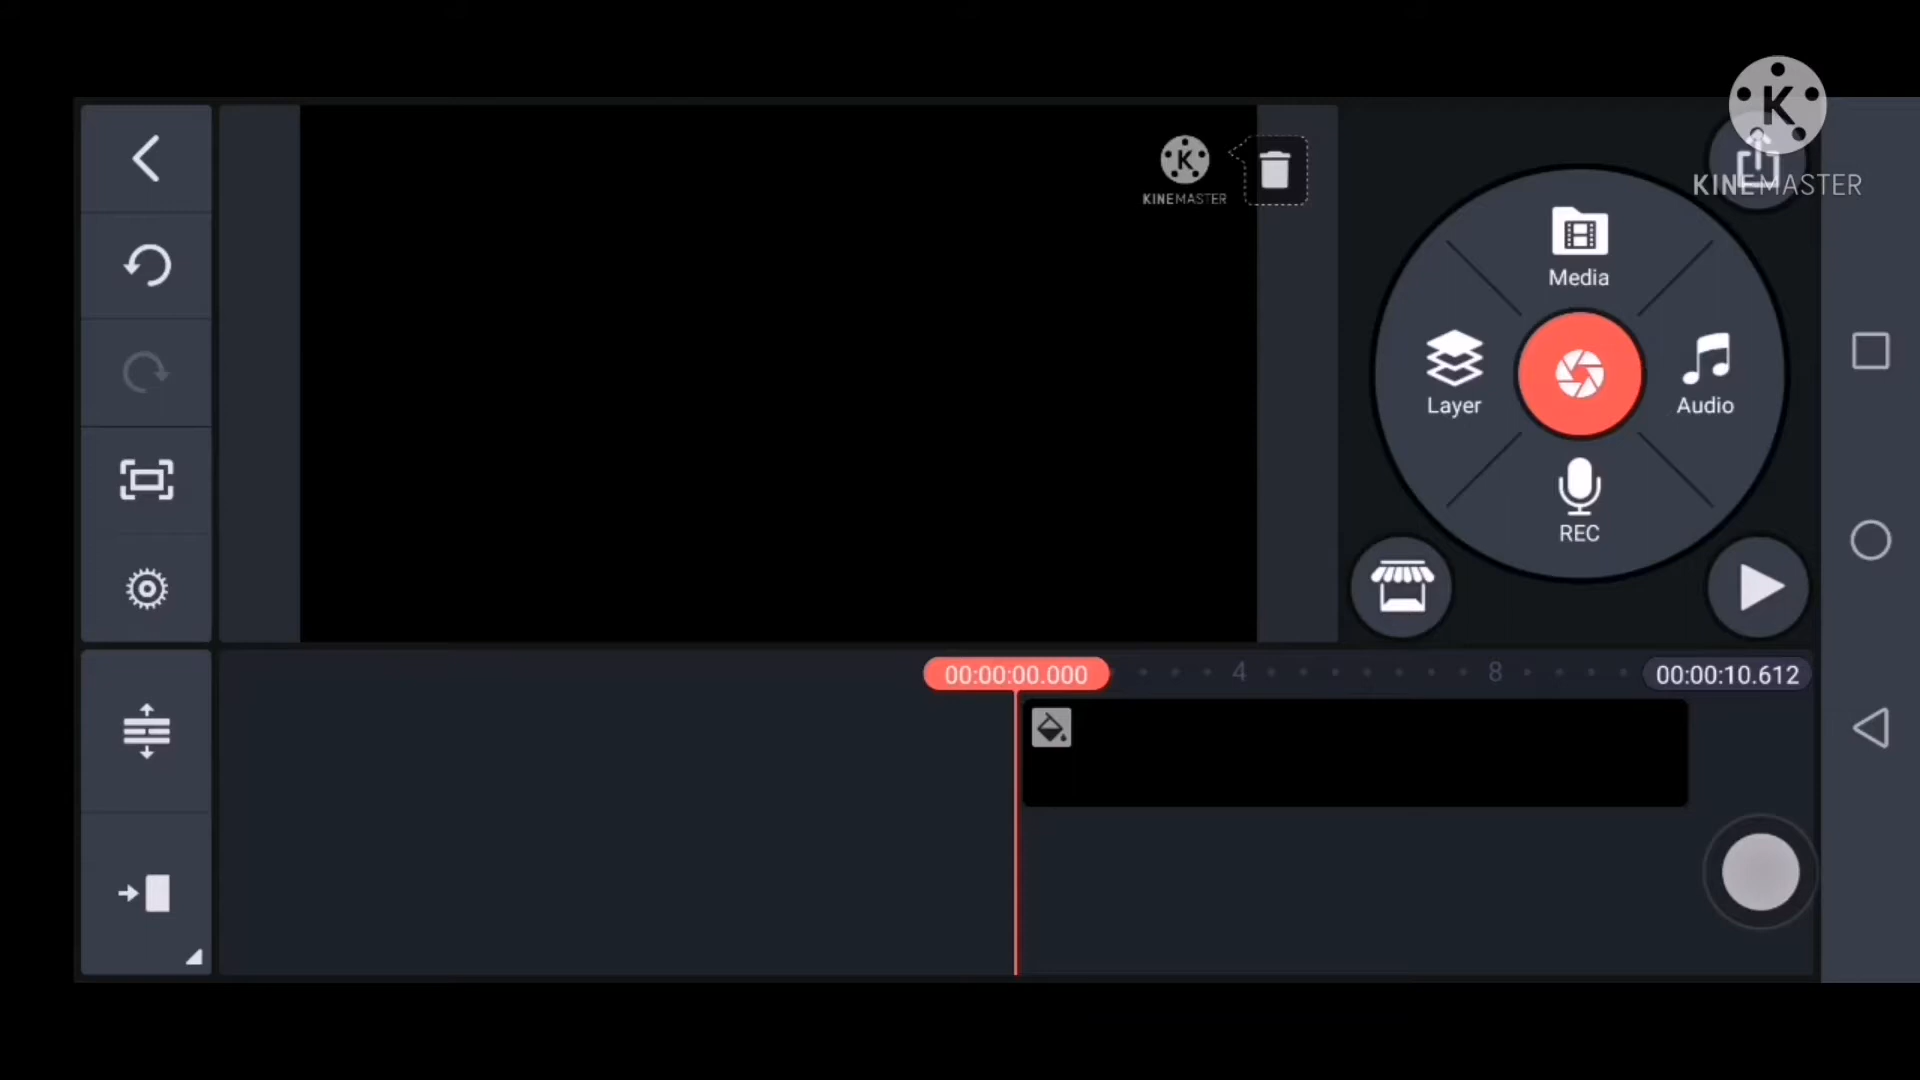 KINEMASTER
KINEMASTER
Media
Layer
Audio
REC
00:00:00.000
4
8
00:00:10.612